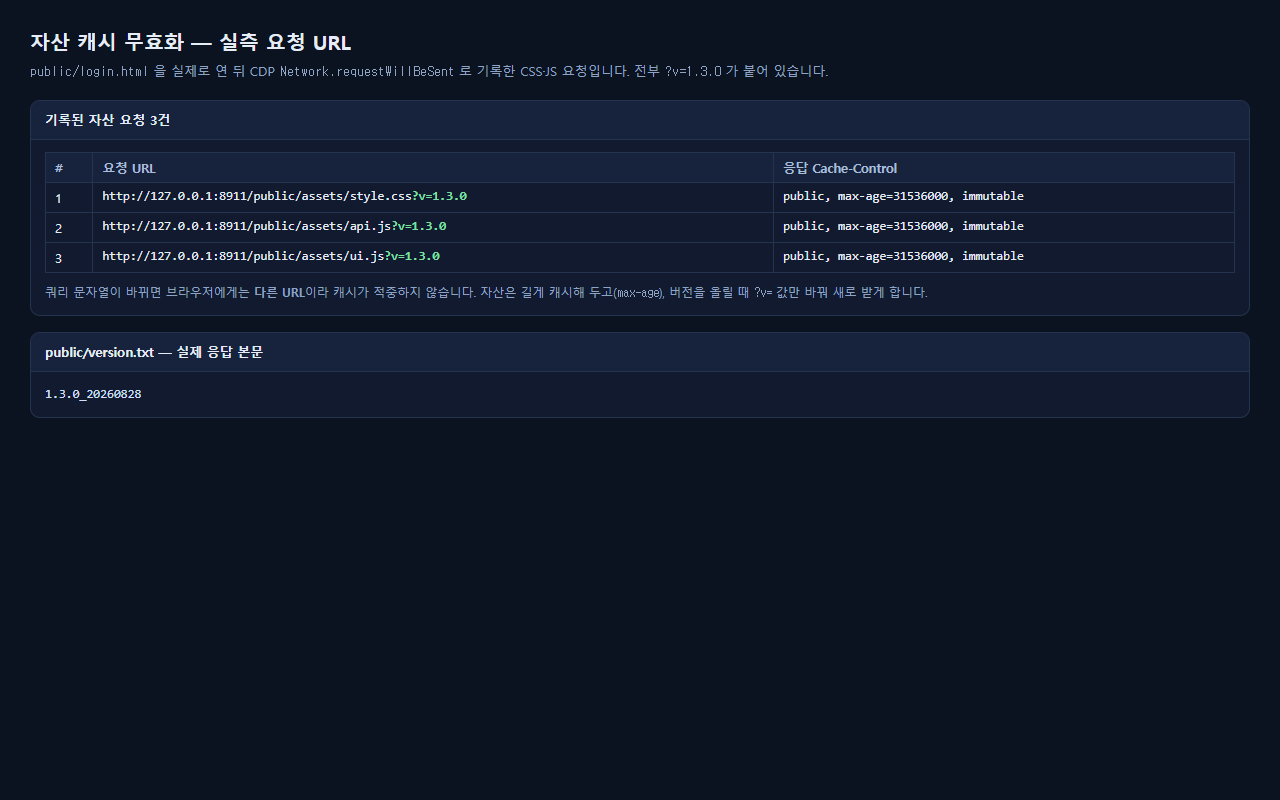 자산 캐시 무효화 — 실측 요청 URL
public/login.html 을 실제로 연 뒤 CDP Network.requestWillBeSent 로 기록한 CSS·JS 요청입니다. 전부 ?v=1.3.0 가 붙어 있습니다.
기록된 자산 요청 3건
# 요청 URL 응답 Cache-Control
1 http://127.0.0.1:8911/public/assets/style.css?v=1.3.0 public, max-age=31536000, immutable
2 http://127.0.0.1:8911/public/assets/api.js?v=1.3.0 public, max-age=31536000, immutable
3 http://127.0.0.1:8911/public/assets/ui.js?v=1.3.0 public, max-age=31536000, immutable
쿼리 문자열이 바뀌면 브라우저에게는 다른 URL이라 캐시가 적중하지 않습니다. 자산은 길게 캐시해 두고(max-age), 버전을 올릴 때 ?v= 값만 바꿔 새로 받게 합니다.
public/version.txt — 실제 응답 본문
1.3.0_20260828